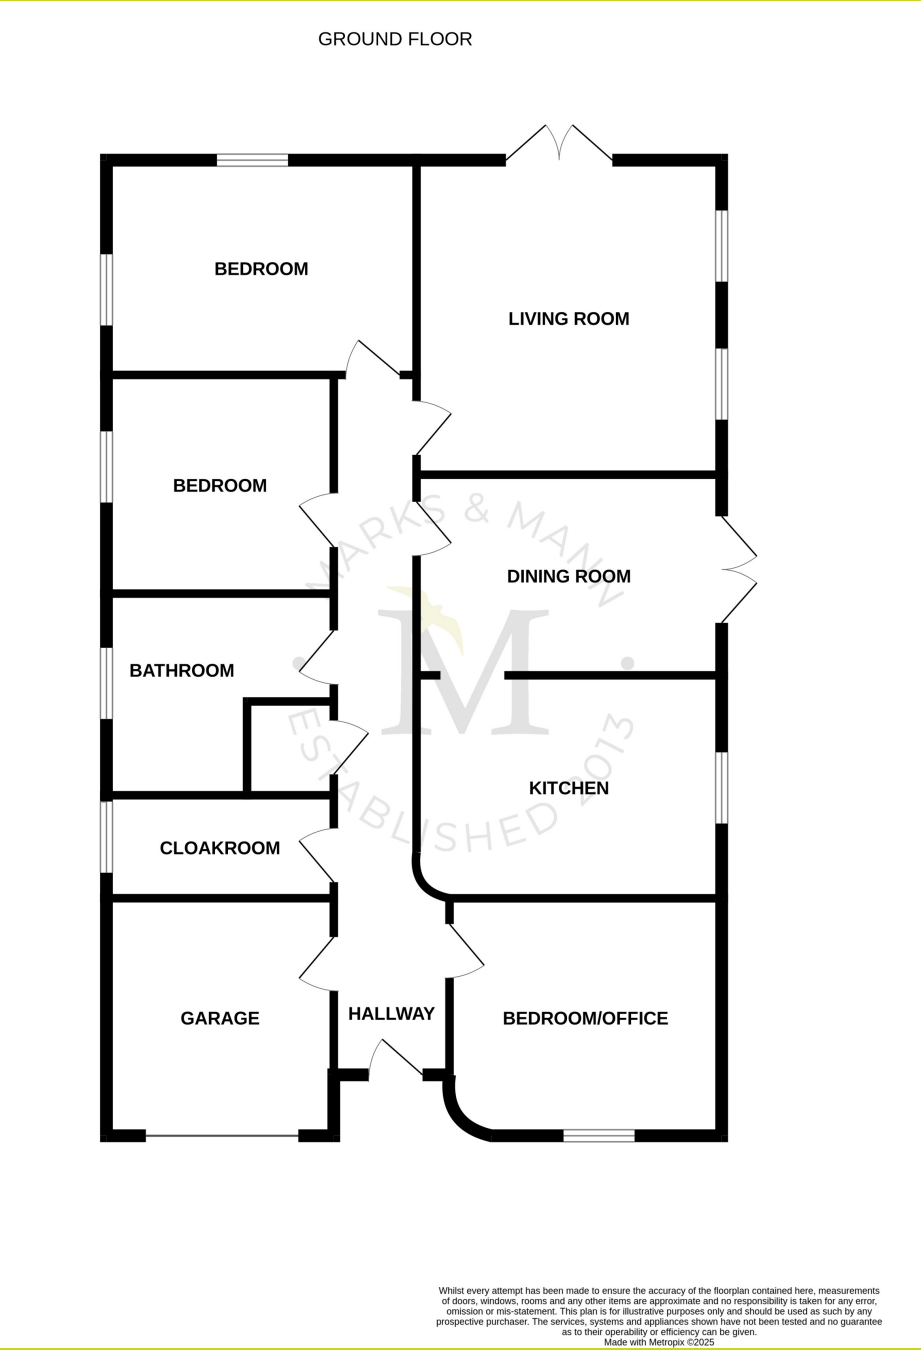 GROUND FLOOR
BEDROOM
LIVING ROOM
BEDROOM
MARKS & MANN
DINING ROOM
BATHROOM
M
ESTABLISHED 2013
KITCHEN
CLOAKROOM
GARAGE
HALLWAY
BEDROOM/OFFICE
Whilst every attempt has been made to ensure the accuracy of the floorplan contained here, measurements
of doors, windows, rooms and any other items are approximate and no responsibility is taken for any error,
omission or mis-statement. This plan is for illustrative purposes only and should be used as such by any
prospective purchaser. The services, systems and appliances shown have not been tested and no guarantee
as to their operability or efficiency can be given.
Made with Metropix ©2025